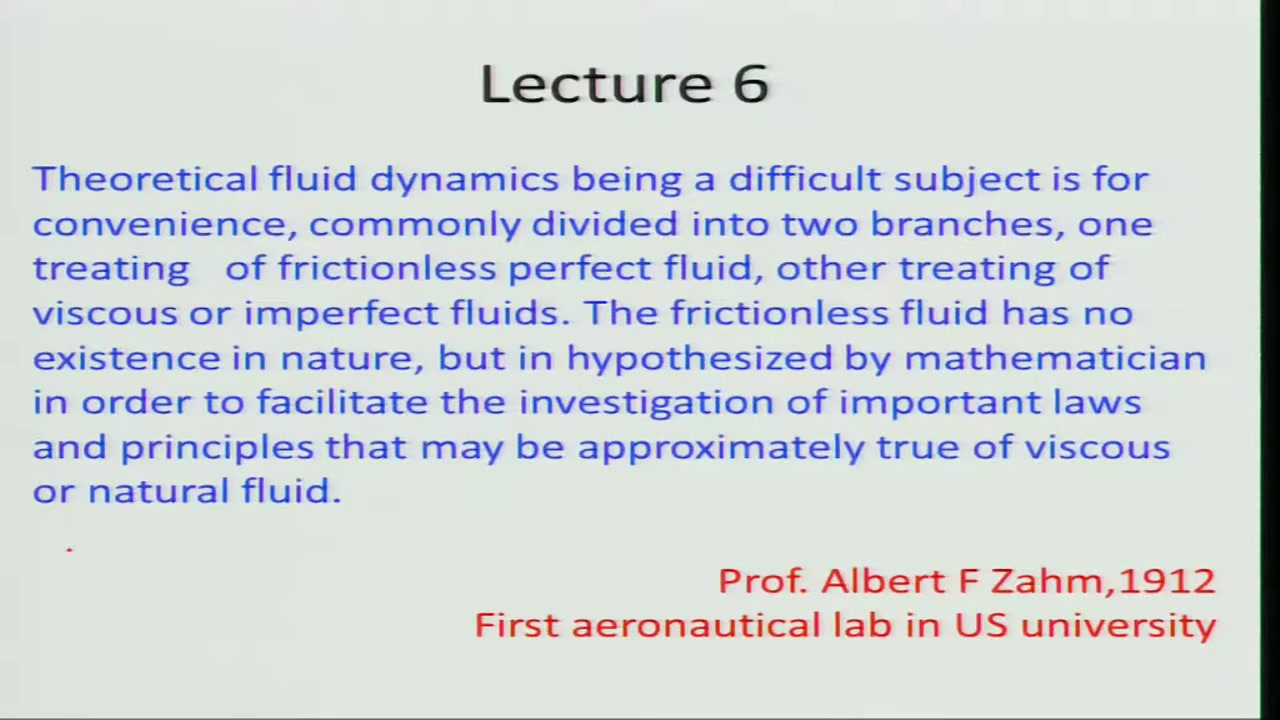 Lecture 6
Theoretical fluid dynamics being a difficult subject is for
convenience, commonly divided into two branches, one
treating of frictionless perfect fluid, other treating of
viscous or imperfect fluids. The frictionless fluid has no
existence in nature, but in hypothesized by mathematician
in order to facilitate the investigation of important laws
and principles that may be approximately true of viscous
or natural fluid.
Prof. Albert F Zahm,1912
First aeronautical lab in US university